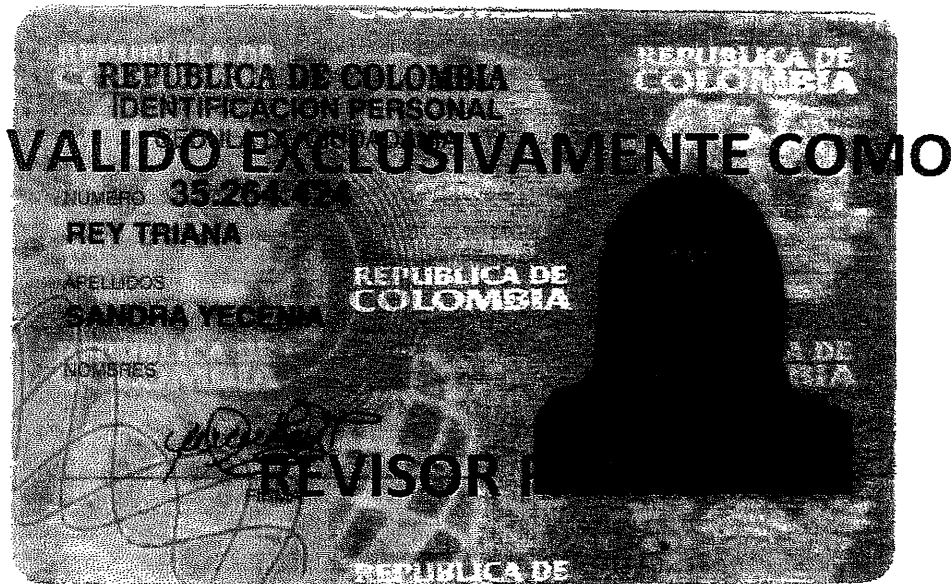 REPUBLICA DE COLOMBIA
REPUBLICA DE
COLOMBIA
IDENTIFICACION PERSONAL
VALIDO EXCLUSIVAMENTE COMO
NUMERO 35.264.424
REY TRIANA
APELLIDOS
REPUBLICA DE
COLOMBIA
SANDRA YECENIA
NOMBRES
REVISOR
REPUBLICA DE